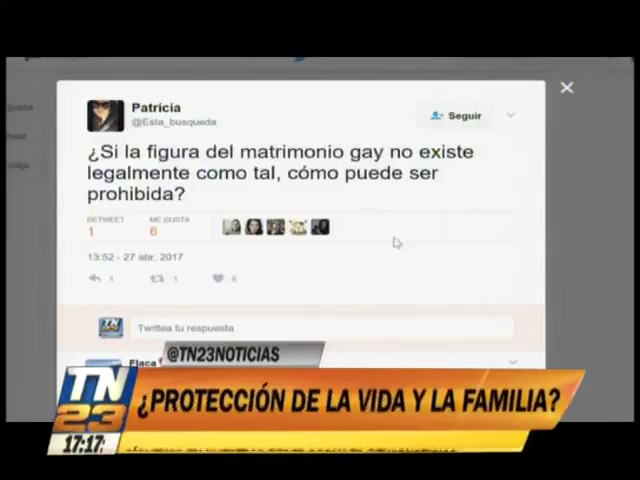 Patricia
@Esla_busqueda
Seguir
¿Si la figura del matrimonio gay no existe
legalmente como tal, cómo puede ser
prohibida?
RETWEET
ME GUSTA
1
6
13:52 - 27 abr. 2017
1
1
6
Twittea tu respuesta
Flaca
@TN23NOTICIAS
TN
23
¿PROTECCIÓN DE LA VIDA Y LA FAMILIA?
17:17